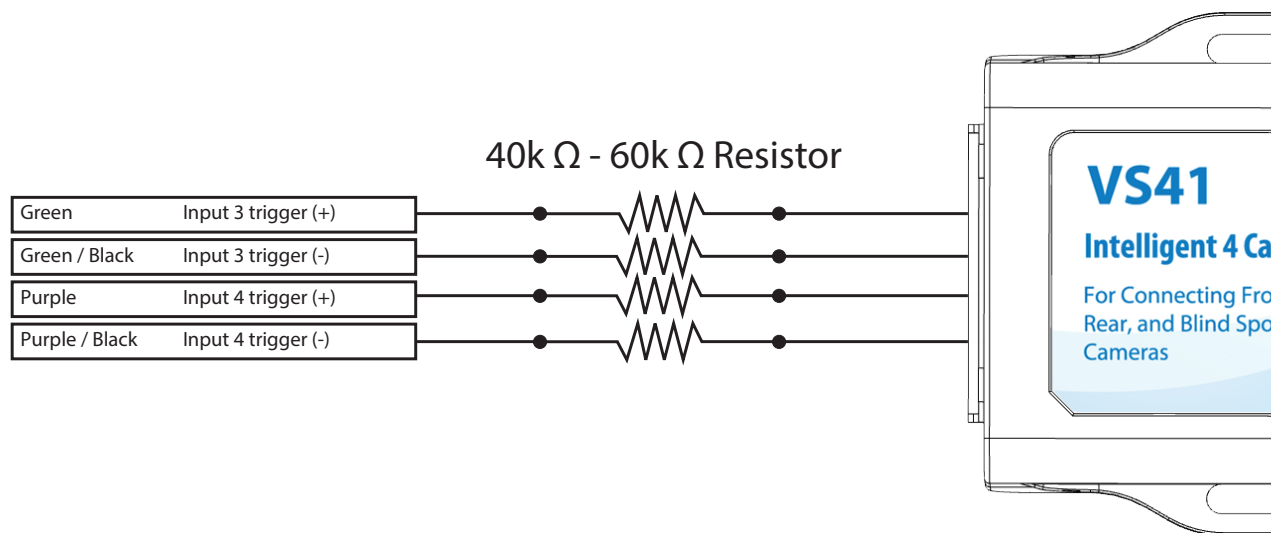 40k Ω - 60k Ω Resistor
Green Input 3 trigger (+)
Green / Black Input 3 trigger (-)
Purple Input 4 trigger (+)
Purple / Black Input 4 trigger (-)
VS41
Intelligent 4 Ca
For Connecting Fro
Rear, and Blind Spo
Cameras